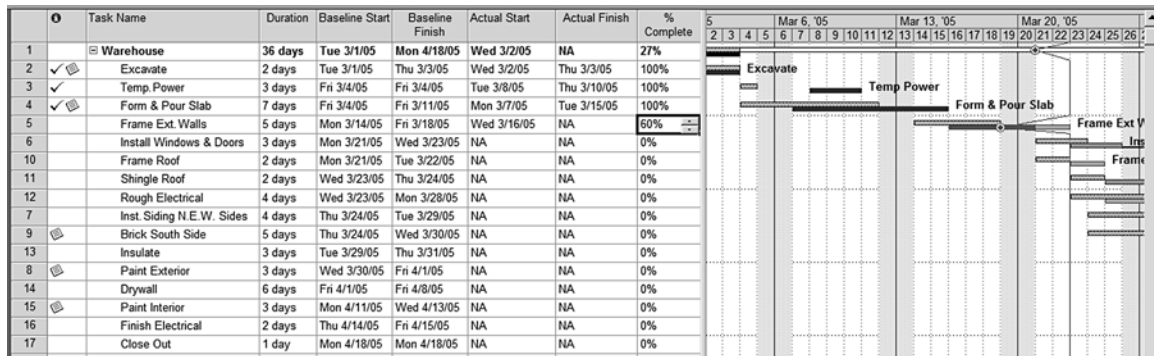 Task Name Duration Baseline Start Baseline Finish Actual Start Actual Finish % Complete
5 Mar 6, '05 Mar 13, '05 Mar 20, '05
2 3 4 5 6 7 8 9 10 11 12 13 14 15 16 17 18 19 20 21 22 23 24 25 26
1 Warehouse 36 days Tue 3/1/05 Mon 4/18/05 Wed 3/2/05 NA 27%
2 Excavate 2 days Tue 3/1/05 Thu 3/3/05 Wed 3/2/05 Thu 3/3/05 100% Excavate
3 Temp. Power 3 days Fri 3/4/05 Fri 3/4/05 Tue 3/8/05 Thu 3/10/05 100% Temp Power
4 Form & Pour Slab 7 days Fri 3/4/05 Fri 3/11/05 Mon 3/7/05 Tue 3/15/05 100% Form & Pour Slab
5 Frame Ext. Walls 5 days Mon 3/14/05 Fri 3/18/05 Wed 3/16/05 NA 60% Frame Ext W
6 Install Windows & Doors 3 days Mon 3/21/05 Wed 3/23/05 NA NA 0% Ins
10 Frame Roof 2 days Mon 3/21/05 Tue 3/22/05 NA NA 0% Frame
11 Shingle Roof 2 days Wed 3/23/05 Thu 3/24/05 NA NA 0%
12 Rough Electrical 4 days Wed 3/23/05 Mon 3/28/05 NA NA 0%
7 Inst. Siding N.E.W. Sides 4 days Thu 3/24/05 Tue 3/29/05 NA NA 0%
9 Brick South Side 5 days Thu 3/24/05 Wed 3/30/05 NA NA 0%
13 Insulate 3 days Tue 3/29/05 Thu 3/31/05 NA NA 0%
8 Paint Exterior 3 days Wed 3/30/05 Fri 4/1/05 NA NA 0%
14 Drywall 6 days Fri 4/1/05 Fri 4/8/05 NA NA 0%
15 Paint Interior 3 days Mon 4/11/05 Wed 4/13/05 NA NA 0%
16 Finish Electrical 2 days Thu 4/14/05 Fri 4/15/05 NA NA 0%
17 Close Out 1 day Mon 4/18/05 Mon 4/18/05 NA NA 0%